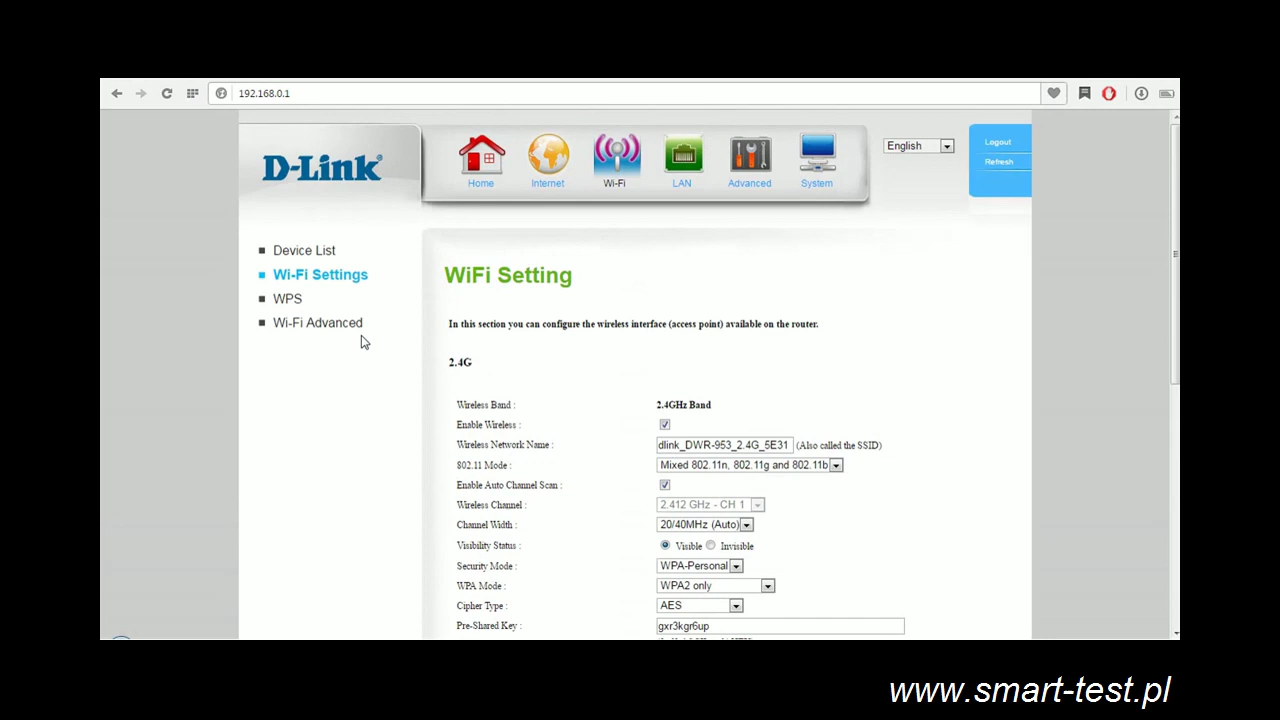 192.168.0.1
D-Link
Home Internet Wi-Fi LAN Advanced System
English
Logout
Refresh
Device List
Wi-Fi Settings
WPS
Wi-Fi Advanced
WiFi Setting
In this section you can configure the wireless interface (access point) available on the router.
2.4G
Wireless Band : 2.4GHz Band
Enable Wireless :
Wireless Network Name : dlink_DWR-953_2.4G_5E31 (Also called the SSID)
802.11 Mode : Mixed 802.11n, 802.11g and 802.11b
Enable Auto Channel Scan :
Wireless Channel : 2.412 GHz - CH 1
Channel Width : 20/40MHz (Auto)
Visibility Status : Visible Invisible
Security Mode : WPA-Personal
WPA Mode : WPA2 only
Cipher Type : AES
Pre-Shared Key : gxr3kgr6up
www.smart-test.pl